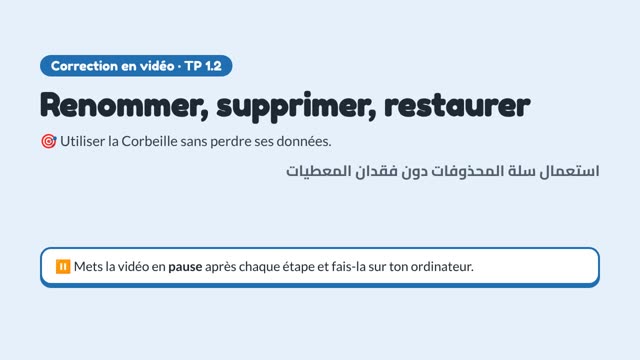 Correction en vidéo · TP 1.2
Renommer, supprimer, restaurer
🎯 Utiliser la Corbeille sans perdre ses données.
استعمال سلة المحذوفات دون فقدان المعطيات
⏸️ Mets la vidéo en pause après chaque étape et fais-la sur ton ordinateur.